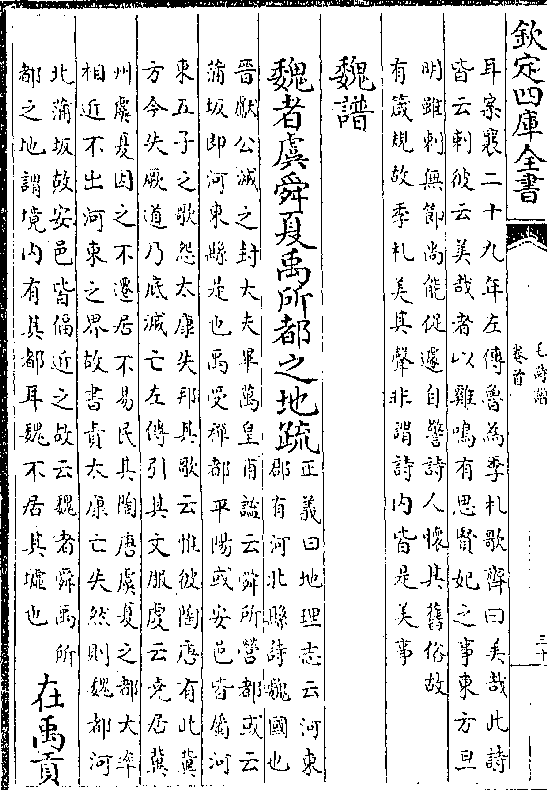 欽定四庫全書
毛詩譜
卷首
三十
耳案襄二十九年左傳魯為季札歌齊曰美哉此詩
皆云刺彼云美哉者以雞鳴有思賢妃之事東方旦
明雖刺無節尚能促遽自警詩人懷其舊俗故
有箴規故季札美其聲非謂詩内皆是美事
魏譜
魏者虞舜夏禹所都之地疏
正義曰地理志云河東
郡有河北縣詩魏國也
晉獻公滅之封大夫畢萬皇甫謐云舜所營都或云
蒲坂即河東縣是也禹受禪都平陽或安邑皆屬河
東五子之歌怨太康失邦其歌云惟彼陶唐有此冀
方今失厥道乃底滅亡左傳引其文服虔云堯居冀
州虞夏因之不遷居不易民其陶唐虞夏之都大率
相近不出河東之界故書責太康亡失然則魏都河
北蒲坂故安邑皆偪近之故云魏者舜禹所
都之地謂境内有其都耳魏不居其墟也
在禹貢